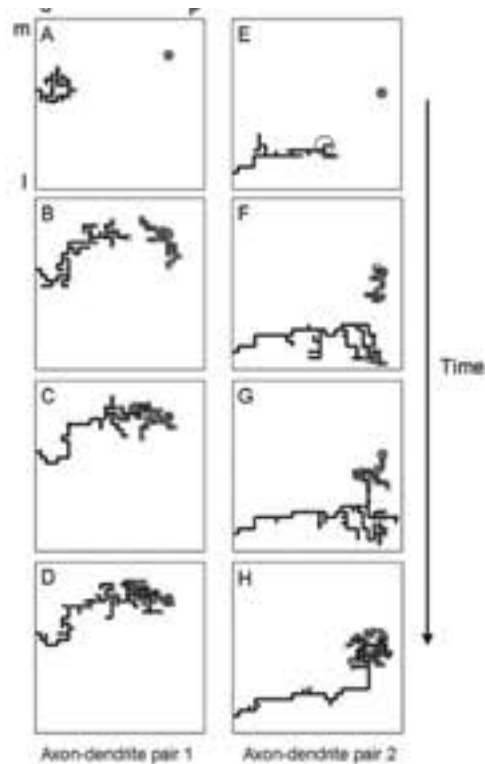 m
A
E
l
B
F
Time
C
G
D
H
Axon-dendrite pair 1
Axon-dendrite pair 2